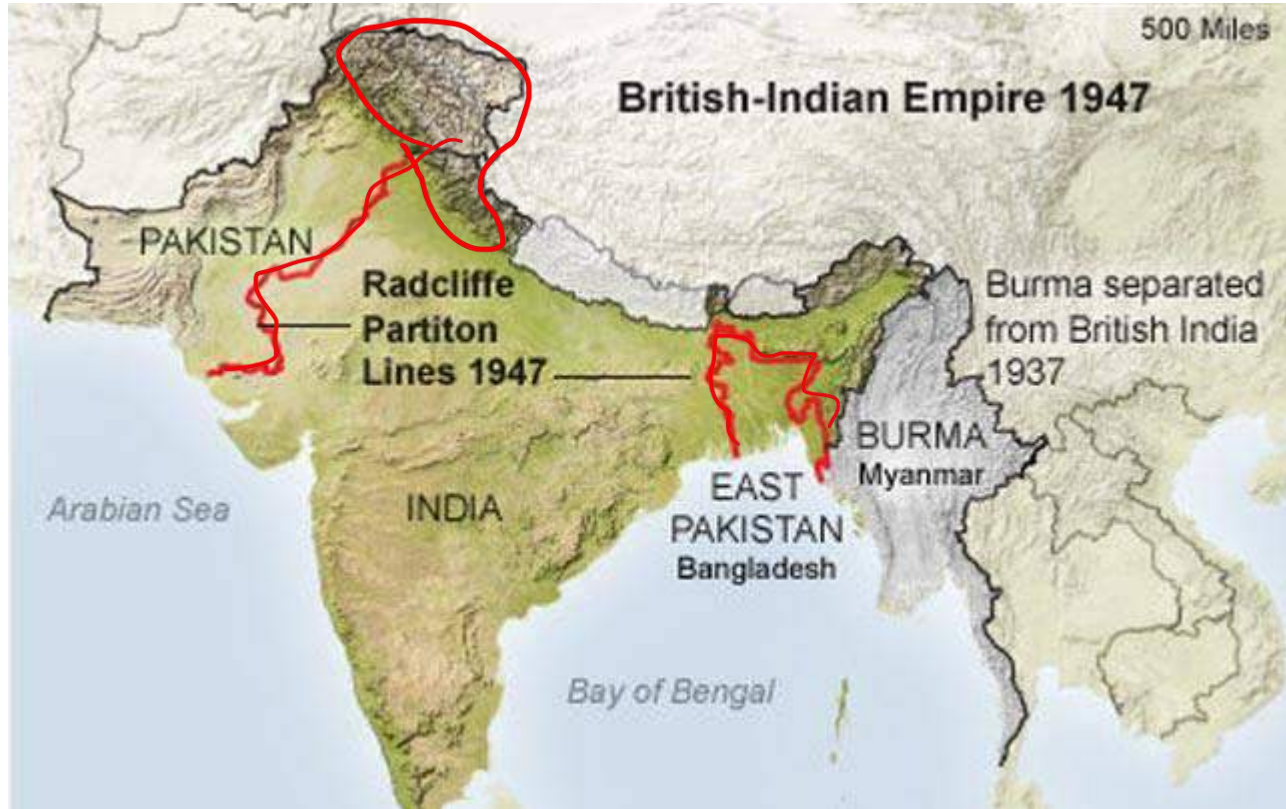 500 Miles
British-Indian Empire 1947
PAKISTAN
Radcliffe
Partiton
Lines 1947
Burma separated
from British India
1937
BURMA
Myanmar
EAST
PAKISTAN
Bangladesh
INDIA
Arabian Sea
Bay of Bengal